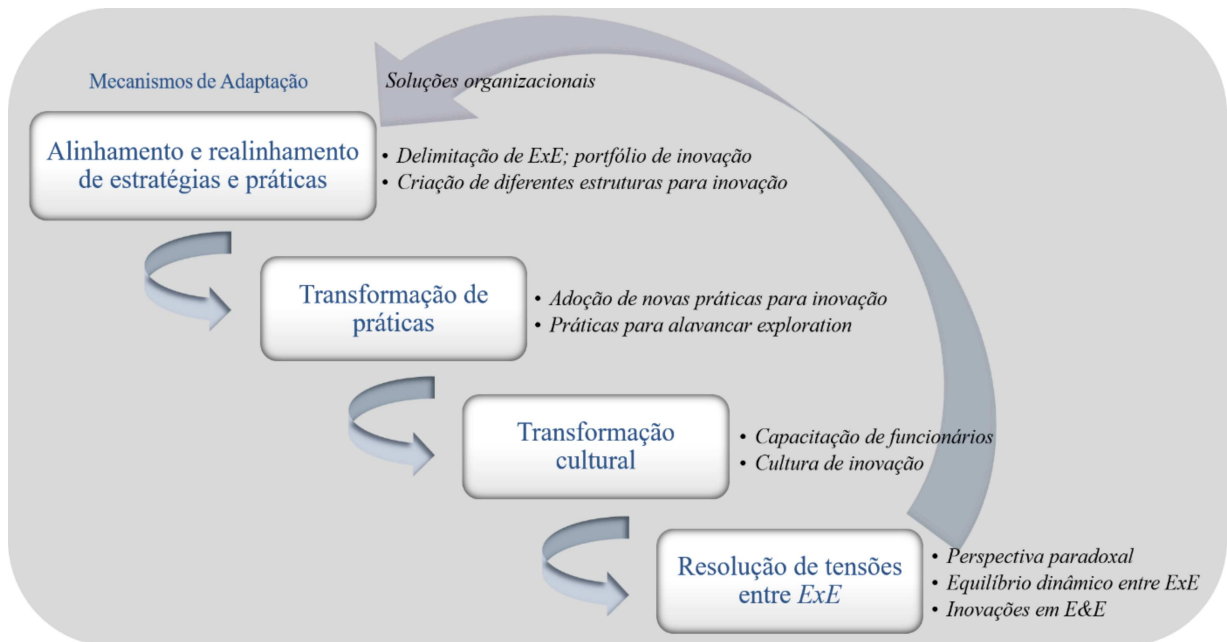 Mecanismos de Adaptação
Soluções organizacionais
Alinhamento e realinhamento
de estratégias e práticas
• Delimitação de ExE; portfólio de inovação
• Criação de diferentes estruturas para inovação
Transformação de
práticas
• Adoção de novas práticas para inovação
• Práticas para alavancar exploration
Transformação
cultural
• Capacitação de funcionários
• Cultura de inovação
Resolução de tensões
entre ExE
• Perspectiva paradoxal
• Equilíbrio dinâmico entre ExE
• Inovações em E&E